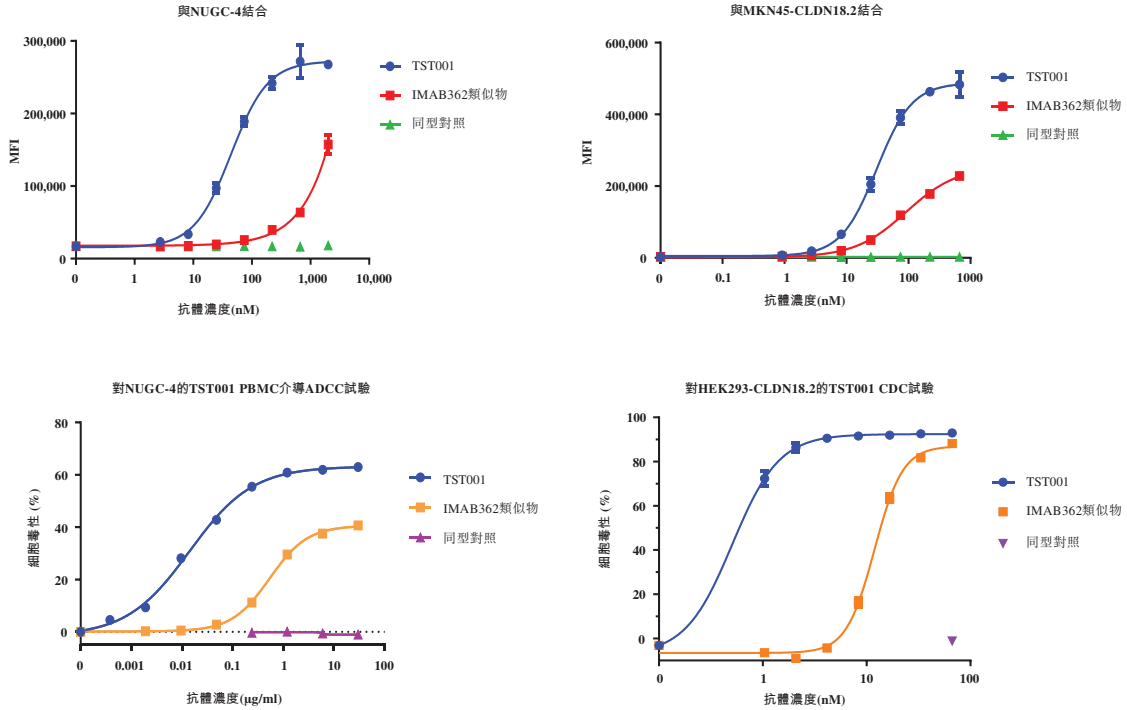 與NUGC-4結合
300,000
200,000
100,000
0
MFI
0
1
10
100
1,000
10,000
抗體濃度(nM)
TST001
IMAB362類似物
同型對照
與MKN45-CLDN18.2結合
600,000
400,000
200,000
0
MFI
0
0.1
1
10
100
1000
抗體濃度(nM)
TST001
IMAB362類似物
同型對照
對NUGC-4的TST001 PBMC介導ADCC試驗
80
60
40
20
0
細胞毒性 (%)
0
0.001
0.01
0.1
1
10
100
抗體濃度(μg/ml)
TST001
IMAB362類似物
同型對照
對HEK293-CLDN18.2的TST001 CDC試驗
100
80
60
40
20
0
細胞毒性 (%)
0
1
10
100
抗體濃度(nM)
TST001
IMAB362類似物
同型對照